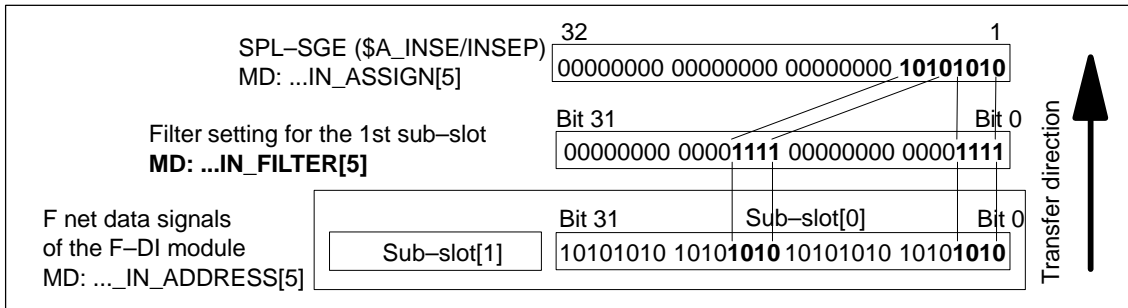 32 1
SPL–SGE ($A_INSE/INSEP)
00000000 00000000 00000000 10101010
MD: ...IN_ASSIGN[5]
Bit 31 Bit 0
Filter setting for the 1st sub–slot
00000000 00001111 00000000 00001111
MD: ...IN_FILTER[5]
F net data signals
Bit 31 Sub–slot[0] Bit 0
of the F–DI module
Sub–slot[1] 10101010 10101010 10101010 10101010
MD: ..._IN_ADDRESS[5]
Transfer direction